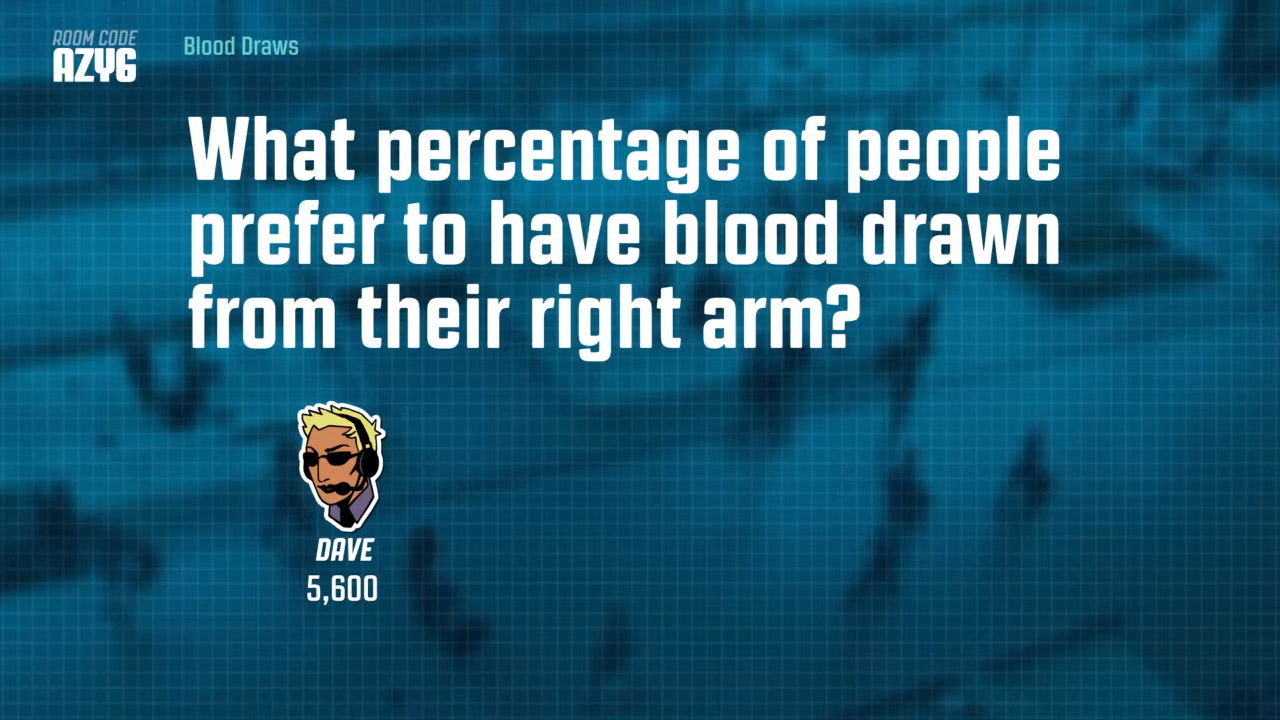 ROOM CODE
AZY6
Blood Draws
What percentage of people
prefer to have blood drawn
from their right arm?
DAVE
5,600